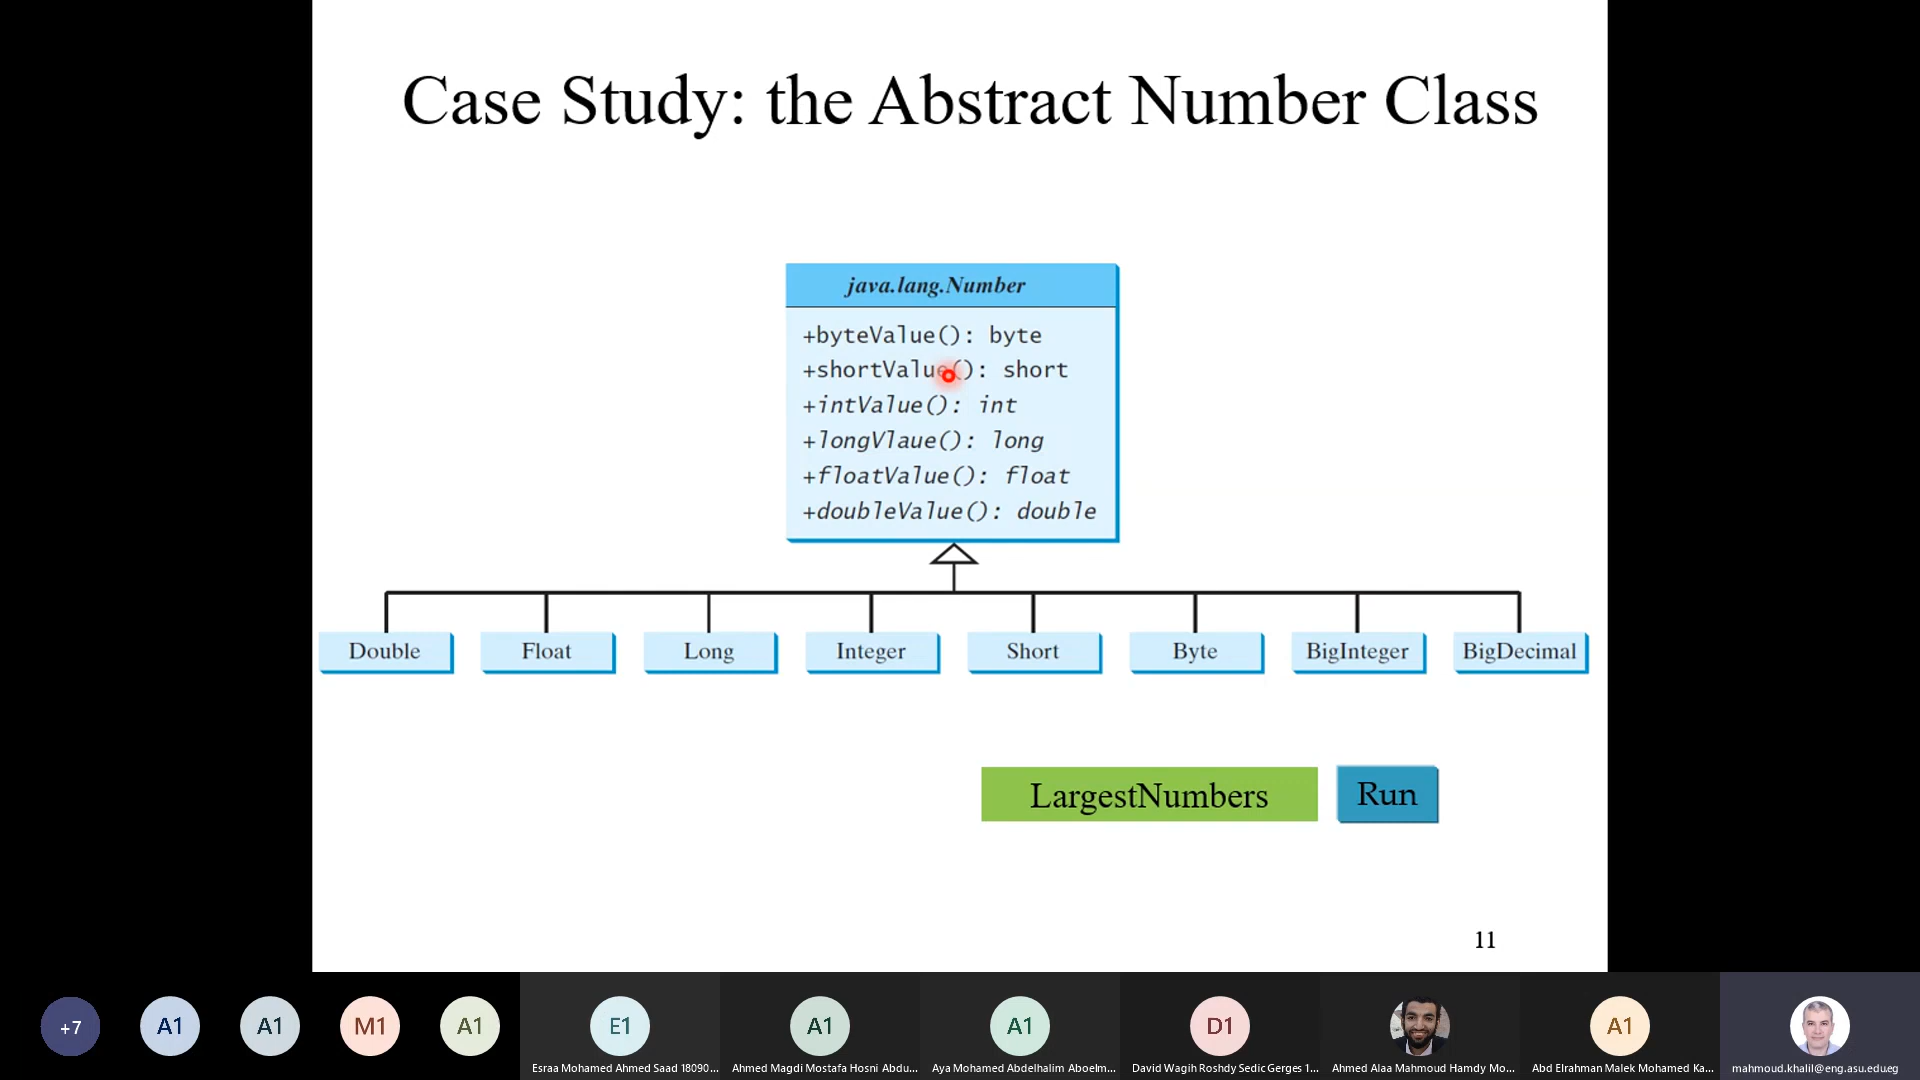 Case Study: the Abstract Number Class
java.lang.Number
+byteValue(): byte
+shortValue(): short
+intValue(): int
+longVlaue(): long
+floatValue(): float
+doubleValue(): double
Double Float Long Integer Short Byte BigInteger BigDecimal
LargestNumbers Run
11
+7 A1 A1 M1 A1 E1 A1 A1 D1 A1
Esraa Mohamed Ahmed Saad 18090... Ahmed Magdi Mostafa Hosni Abdu... Aya Mohamed Abdelhalim Aboelm... David Wagih Roshdy Sedic Gerges 1... Ahmed Alaa Mahmoud Hamdy Mo... Abd Elrahman Malek Mohamed Ka... mahmoud.khalil@eng.asu.edu.eg